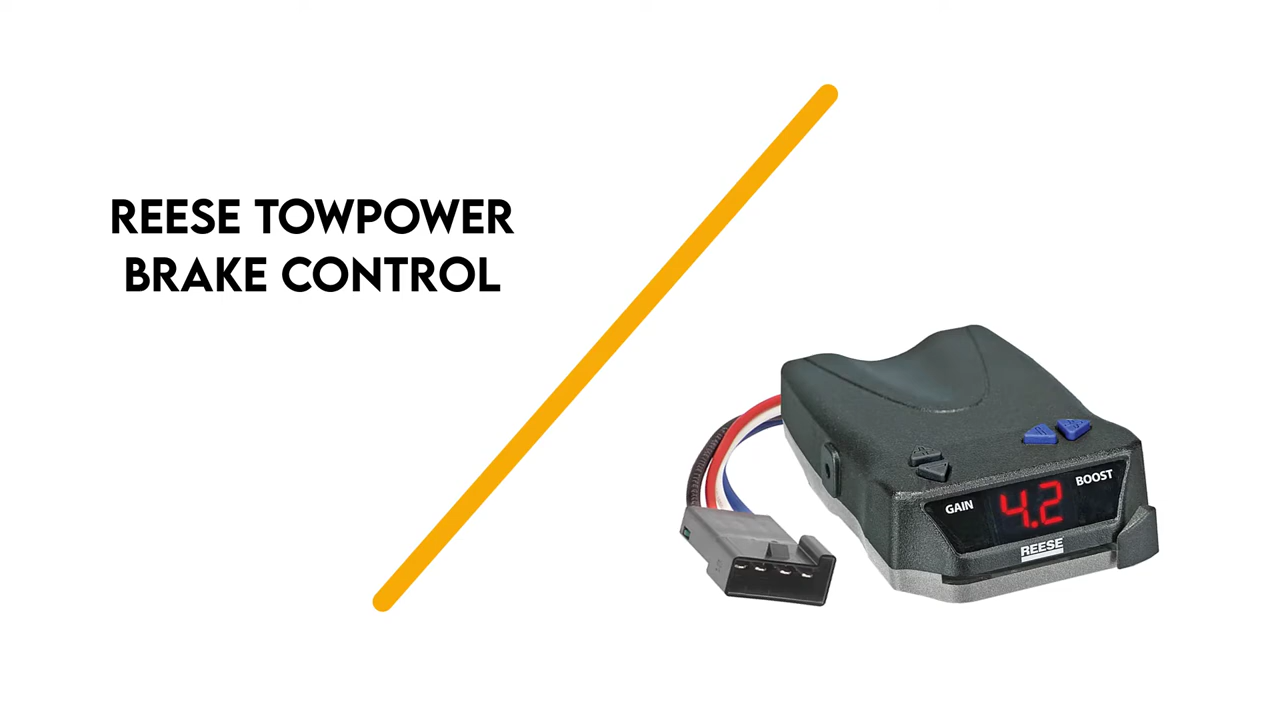 REESE TOWPOWER
BRAKE CONTROL
GAIN
4.2
BOOST
REESE